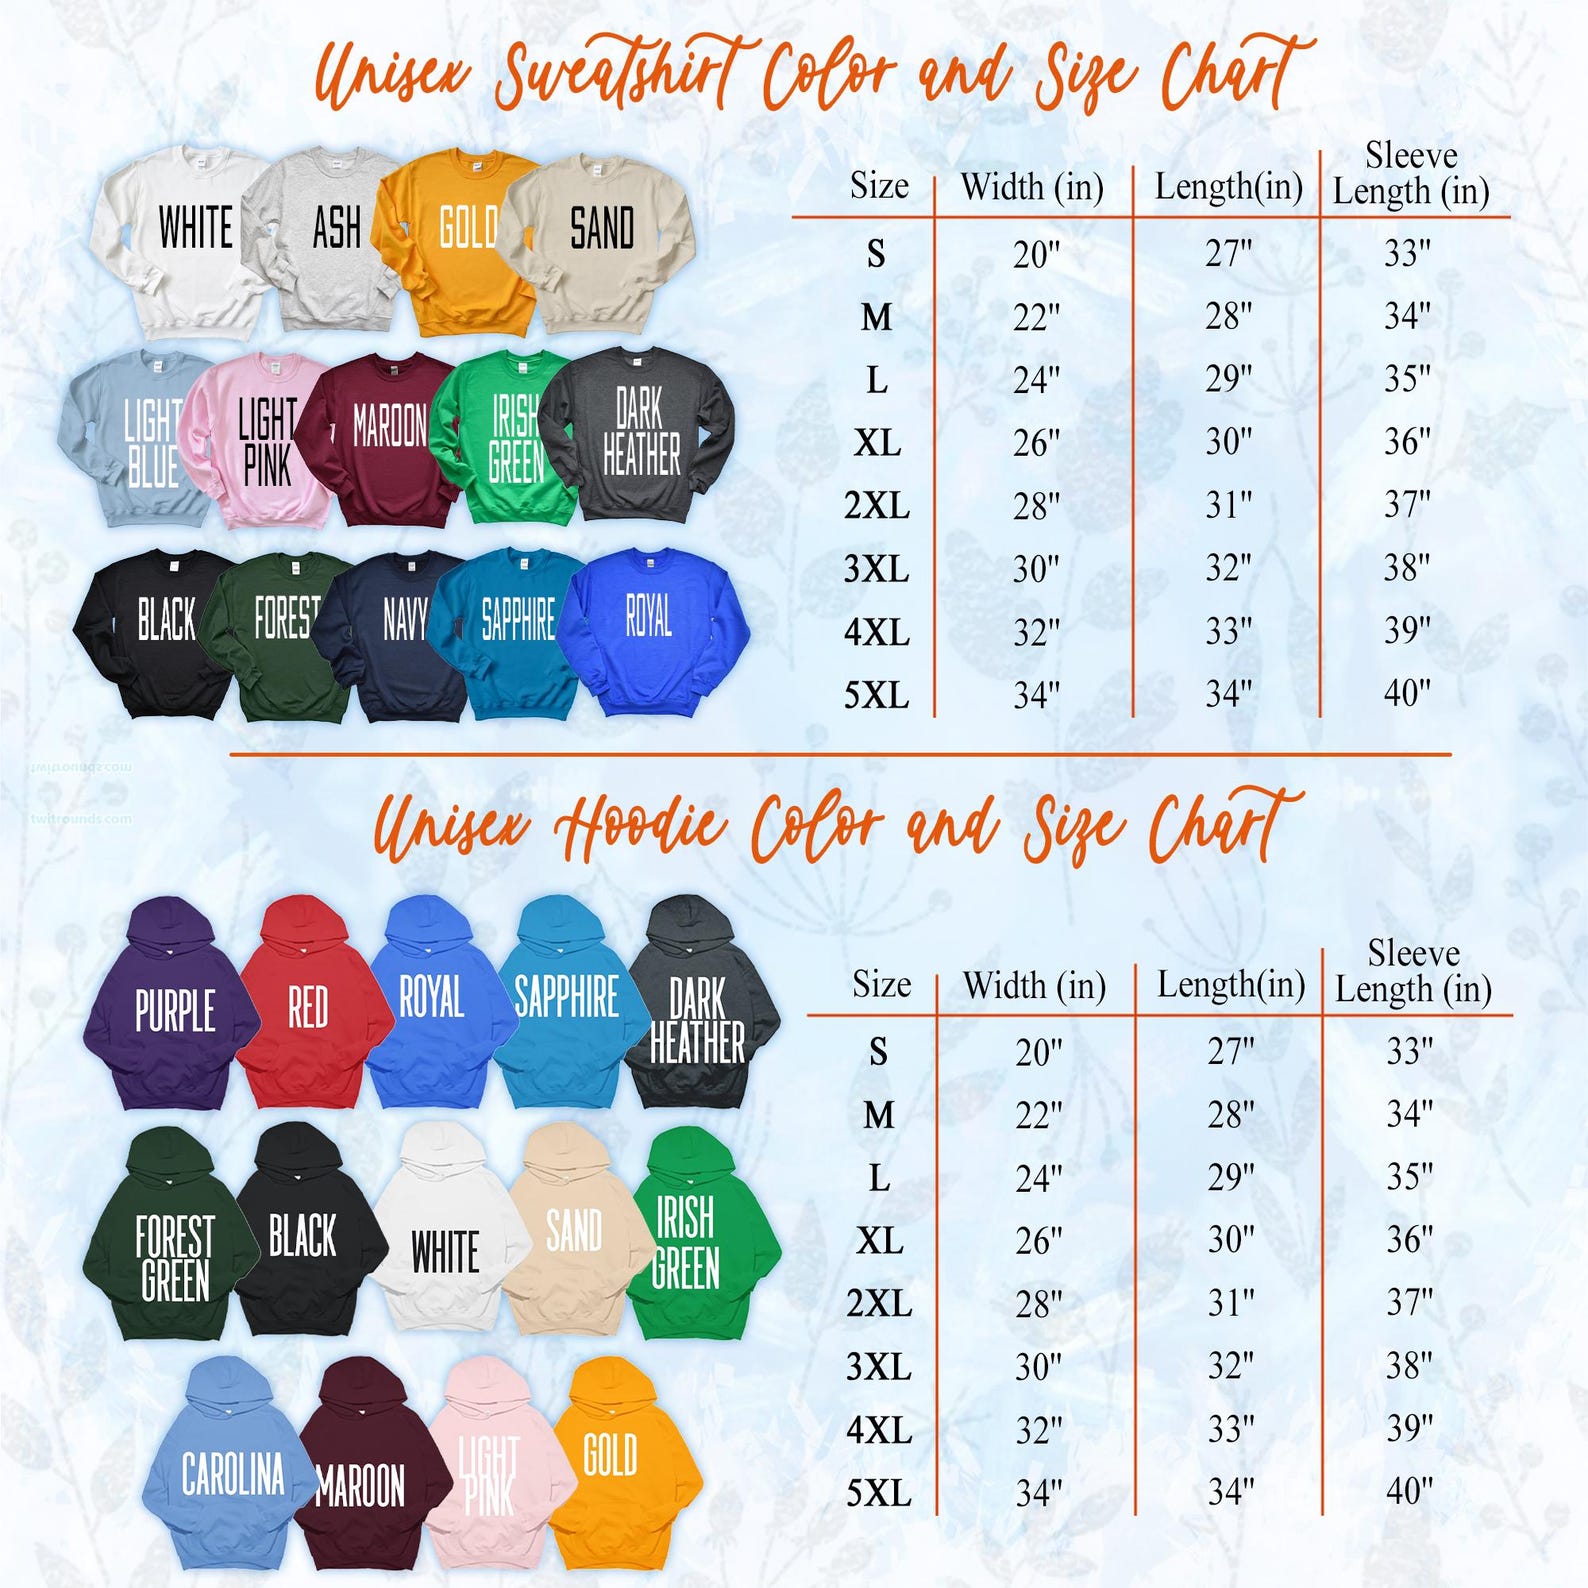 Unisex Sweatshirt Color and Size Chart
WHITE
ASH
GOLD
SAND
LIGHT
BLUE
LIGHT
PINK
MAROON
IRISH
GREEN
DARK
HEATHER
BLACK
FOREST
NAVY
SAPPHIRE
ROYAL
Size Width (in) Length(in) Sleeve
Length (in)
S 20" 27" 33"
M 22" 28" 34"
L 24" 29" 35"
XL 26" 30" 36"
2XL 28" 31" 37"
3XL 30" 32" 38"
4XL 32" 33" 39"
5XL 34" 34" 40"
twitrounds.com
twitrounds.com
Unisex Hoodie Color and Size Chart
PURPLE
RED
ROYAL
SAPPHIRE
DARK
HEATHER
FOREST
GREEN
BLACK
WHITE
SAND
IRISH
GREEN
CAROLINA
MAROON
LIGHT
PINK
GOLD
Size Width (in) Length(in) Sleeve
Length (in)
S 20" 27" 33"
M 22" 28" 34"
L 24" 29" 35"
XL 26" 30" 36"
2XL 28" 31" 37"
3XL 30" 32" 38"
4XL 32" 33" 39"
5XL 34" 34" 40"